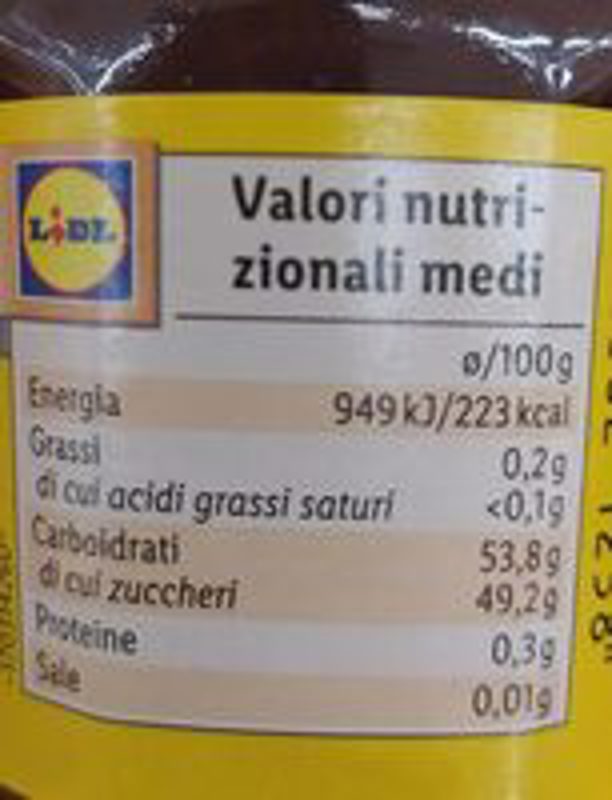 LIDL
Valori nutri-
zionali medi
ø/100g
Energia 949 kJ/223 kcal
Grassi 0,2g
di cui acidi grassi saturi <0,1g
Carboidrati 53,8g
di cui zuccheri 49,2g
Proteine 0,3g
Sale 0,01g